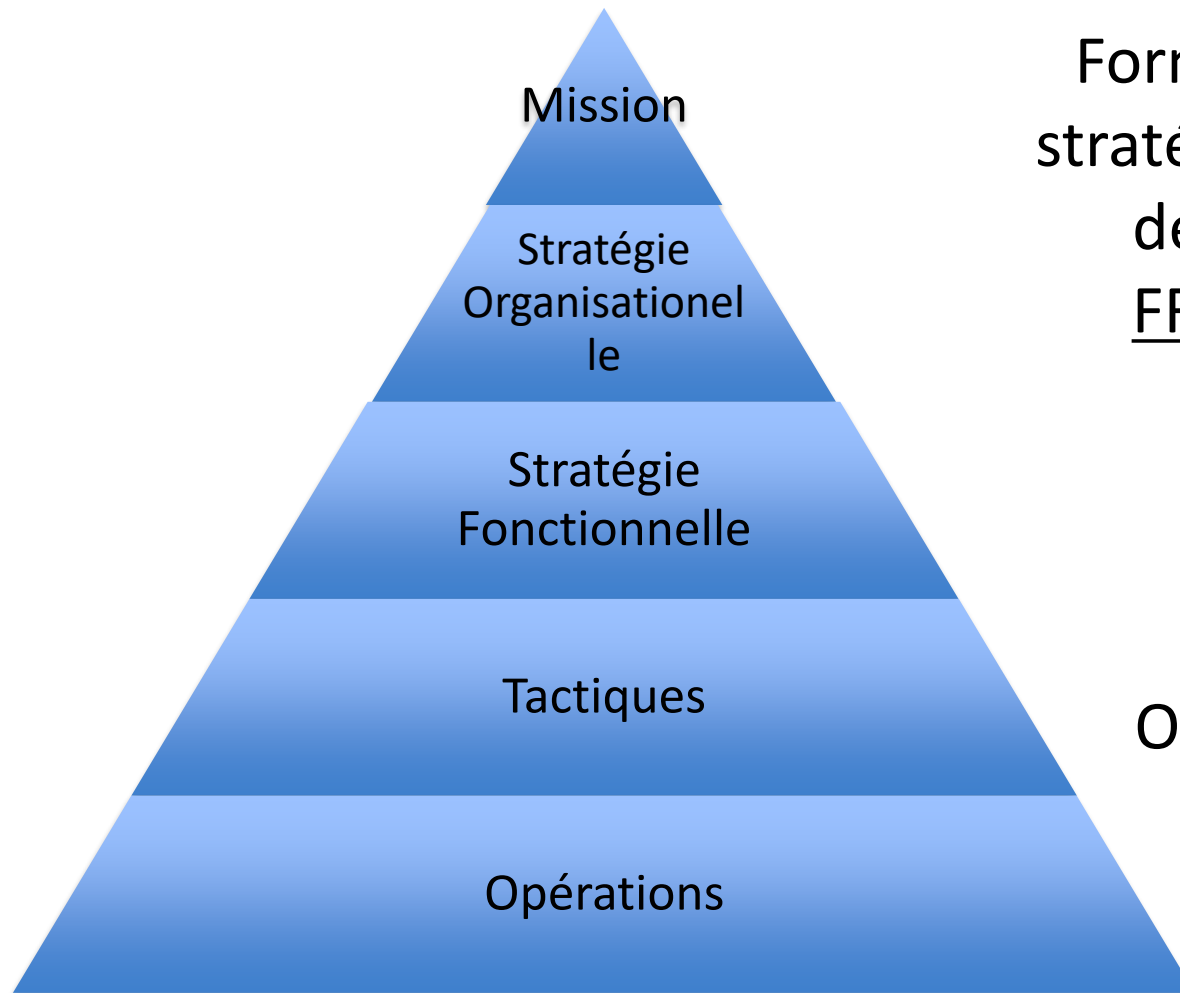 Mission
Stratégie
Organisationel
le
Stratégie
Fonctionnelle
Tactiques
Opérations